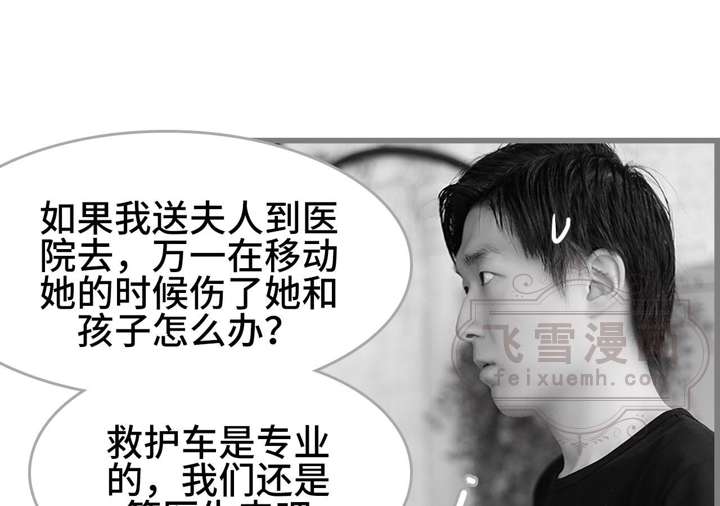 如果我送夫人到医
院去，万一在移动
她的时候伤了她和
孩子怎么办？
飞雪漫画
feixuemh.com
救护车是专业
的，我们还是